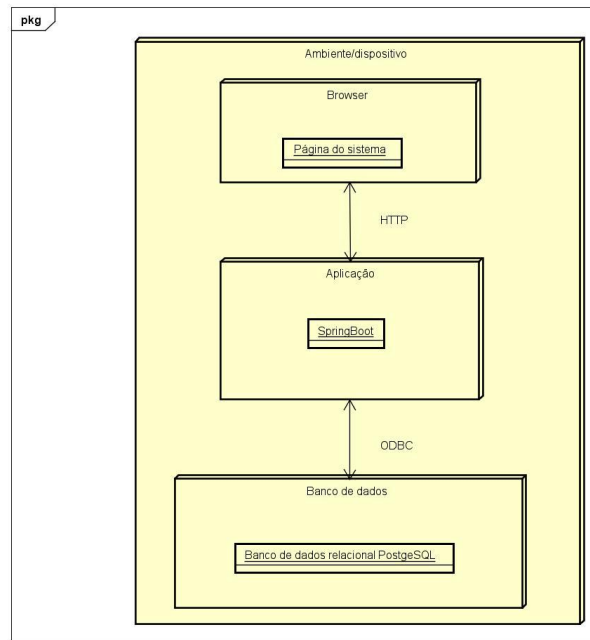 pkg
Ambiente/dispositivo
Browser
Página do sistema
HTTP
Aplicação
SpringBoot
ODBC
Banco de dados
Banco de dados relacional PostgeSQL